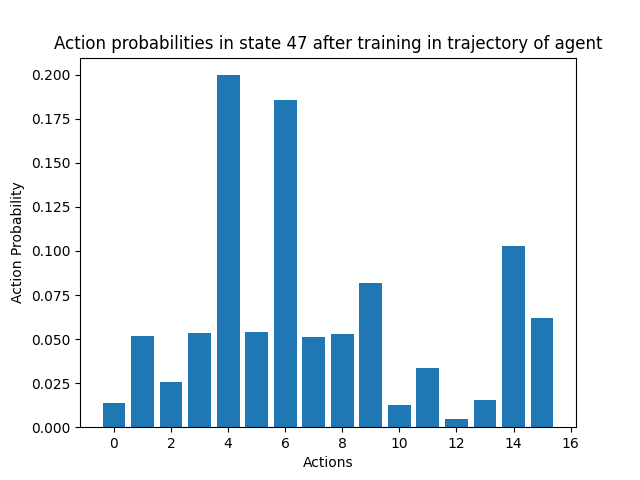 Action probabilities in state 47 after training in trajectory of agent
0.200
0.175
0.150
0.125
0.100
0.075
0.050
0.025
0.000
Action Probability
0 2 4 6 8 10 12 14 16
Actions